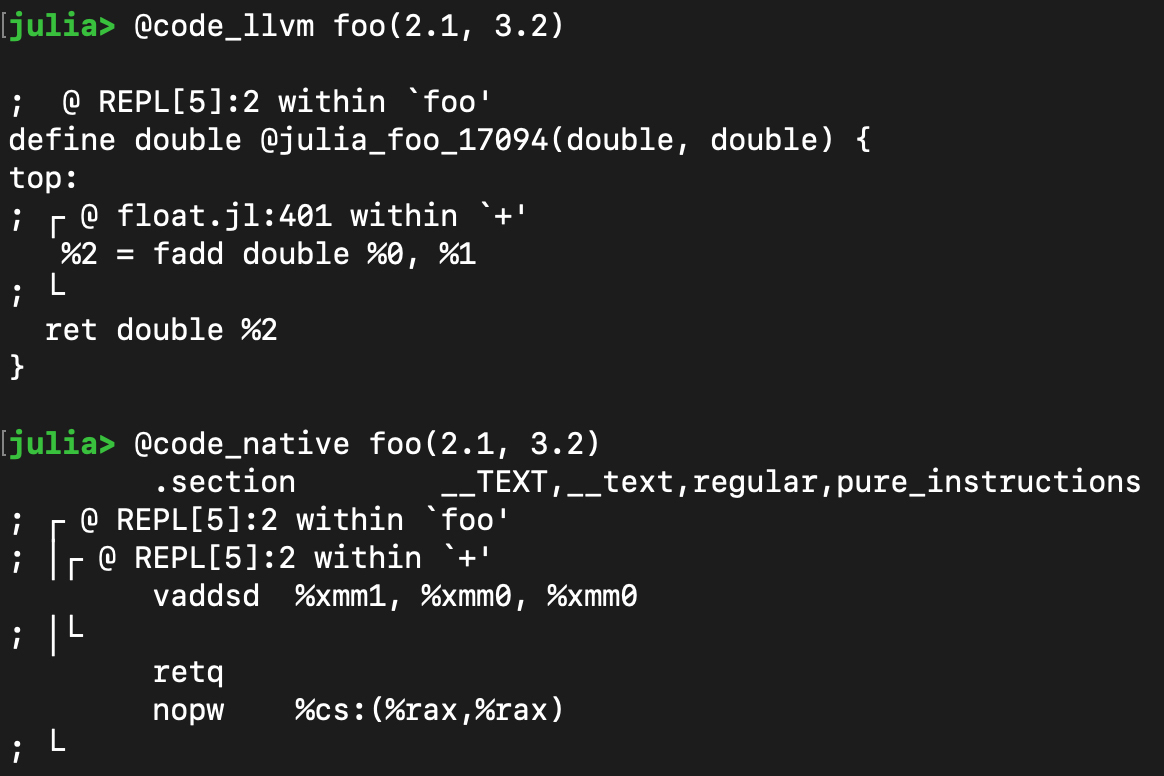 julia> @code_llvm foo(2.1, 3.2)
;  @ REPL[5]:2 within `foo'
define double @julia_foo_17094(double, double) {
top:
; ┌ @ float.jl:401 within `+'
   %2 = fadd double %0, %1
; └
  ret double %2
}
julia> @code_native foo(2.1, 3.2)
        .section        __TEXT,__text,regular,pure_instructions
; ┌ @ REPL[5]:2 within `foo'
; │┌ @ REPL[5]:2 within `+'
        vaddsd  %xmm1, %xmm0, %xmm0
; │└
        retq
        nopw    %cs:(%rax,%rax)
; └